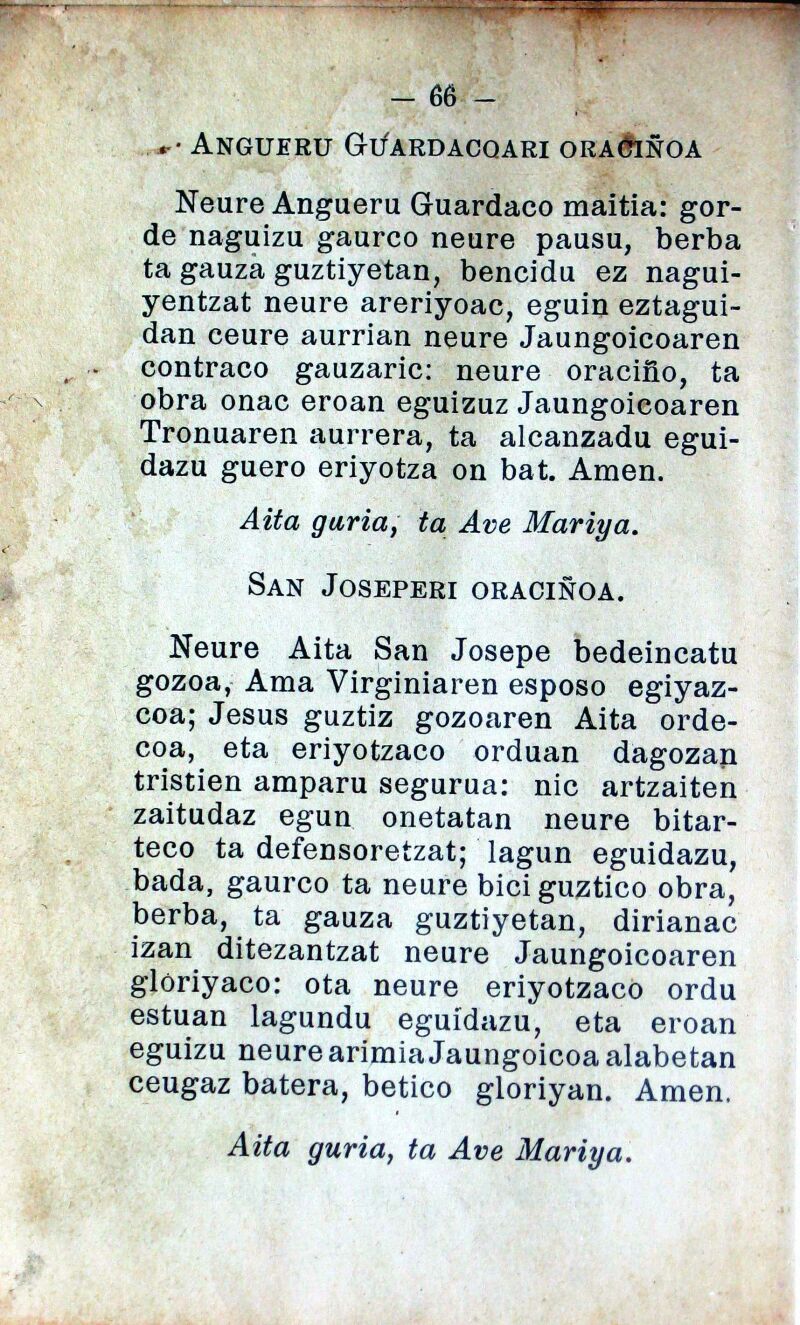 — 66 —
ANGUERU GUARDACOARI ORACIÑOA
Neure Angueru Guardaco maitia: gor-
de naguizu gaurco neure pausu, berba
ta gauza guztiyetan, bencidu ez nagui-
yentzat neure areriyoac, eguin eztagui-
dan ceure aurrian neure Jaungoicoaren
contraco gauzaric: neure oraciño, ta
obra onac eroan eguizuz Jaungoicoaren
Tronuaren aurrera, ta alcanzadu egui-
dazu guero eriyotza on bat. Amen.
Aita guria, ta Ave Mariya.
SAN JOSEPERI ORACIÑOA.
Neure Aita San Josepe bedeincatu
gozoa, Ama Virginiaren esposo egiyaz-
coa; Jesus guztiz gozoaren Aita orde-
coa, eta eriyotzaco orduan dagozan
tristien amparu segurua: nic artzaiten
zaitudaz egun onetatan neure bitar-
teco ta defensoretzat; lagun eguidazu,
bada, gaurco ta neure bici guztico obra,
berba, ta gauza guztiyetan, dirianac
izan ditezantzat neure Jaungoicoaren
gloriyaco: ota neure eriyotzaco ordu
estuan lagundu eguidazu, eta eroan
eguizu neure arimia Jaungoicoa alabetan
ceugaz batera, betico gloriyan. Amen.
Aita guria, ta Ave Mariya.